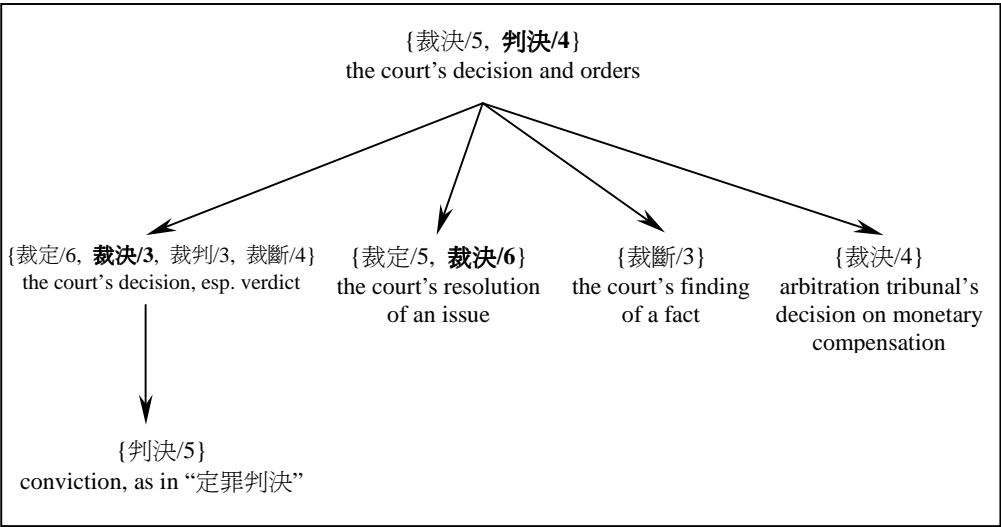 {裁決/5, 判決/4}
the court’s decision and orders
{裁定/6, 裁決/3, 裁判/3, 裁斷/4}
the court’s decision, esp. verdict
{裁定/5, 裁決/6}
the court’s resolution
of an issue
{裁斷/3}
the court’s finding
of a fact
{裁決/4}
arbitration tribunal’s
decision on monetary
compensation
{判決/5}
conviction, as in “定罪判決”